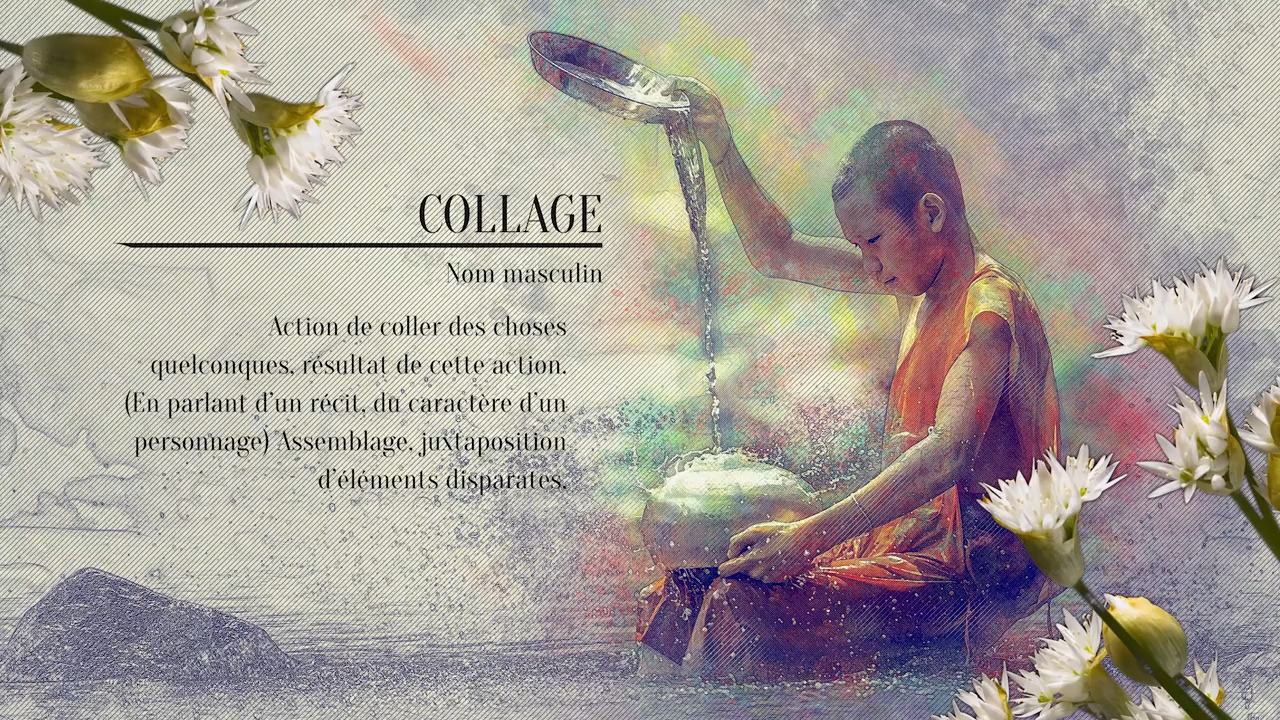 COLLAGE
Nom masculin
Action de coller des choses
quelconques, résultat de cette action.
(En parlant d'un récit, du caractère d'un
personnage) Assemblage, juxtaposition
d'éléments disparates.